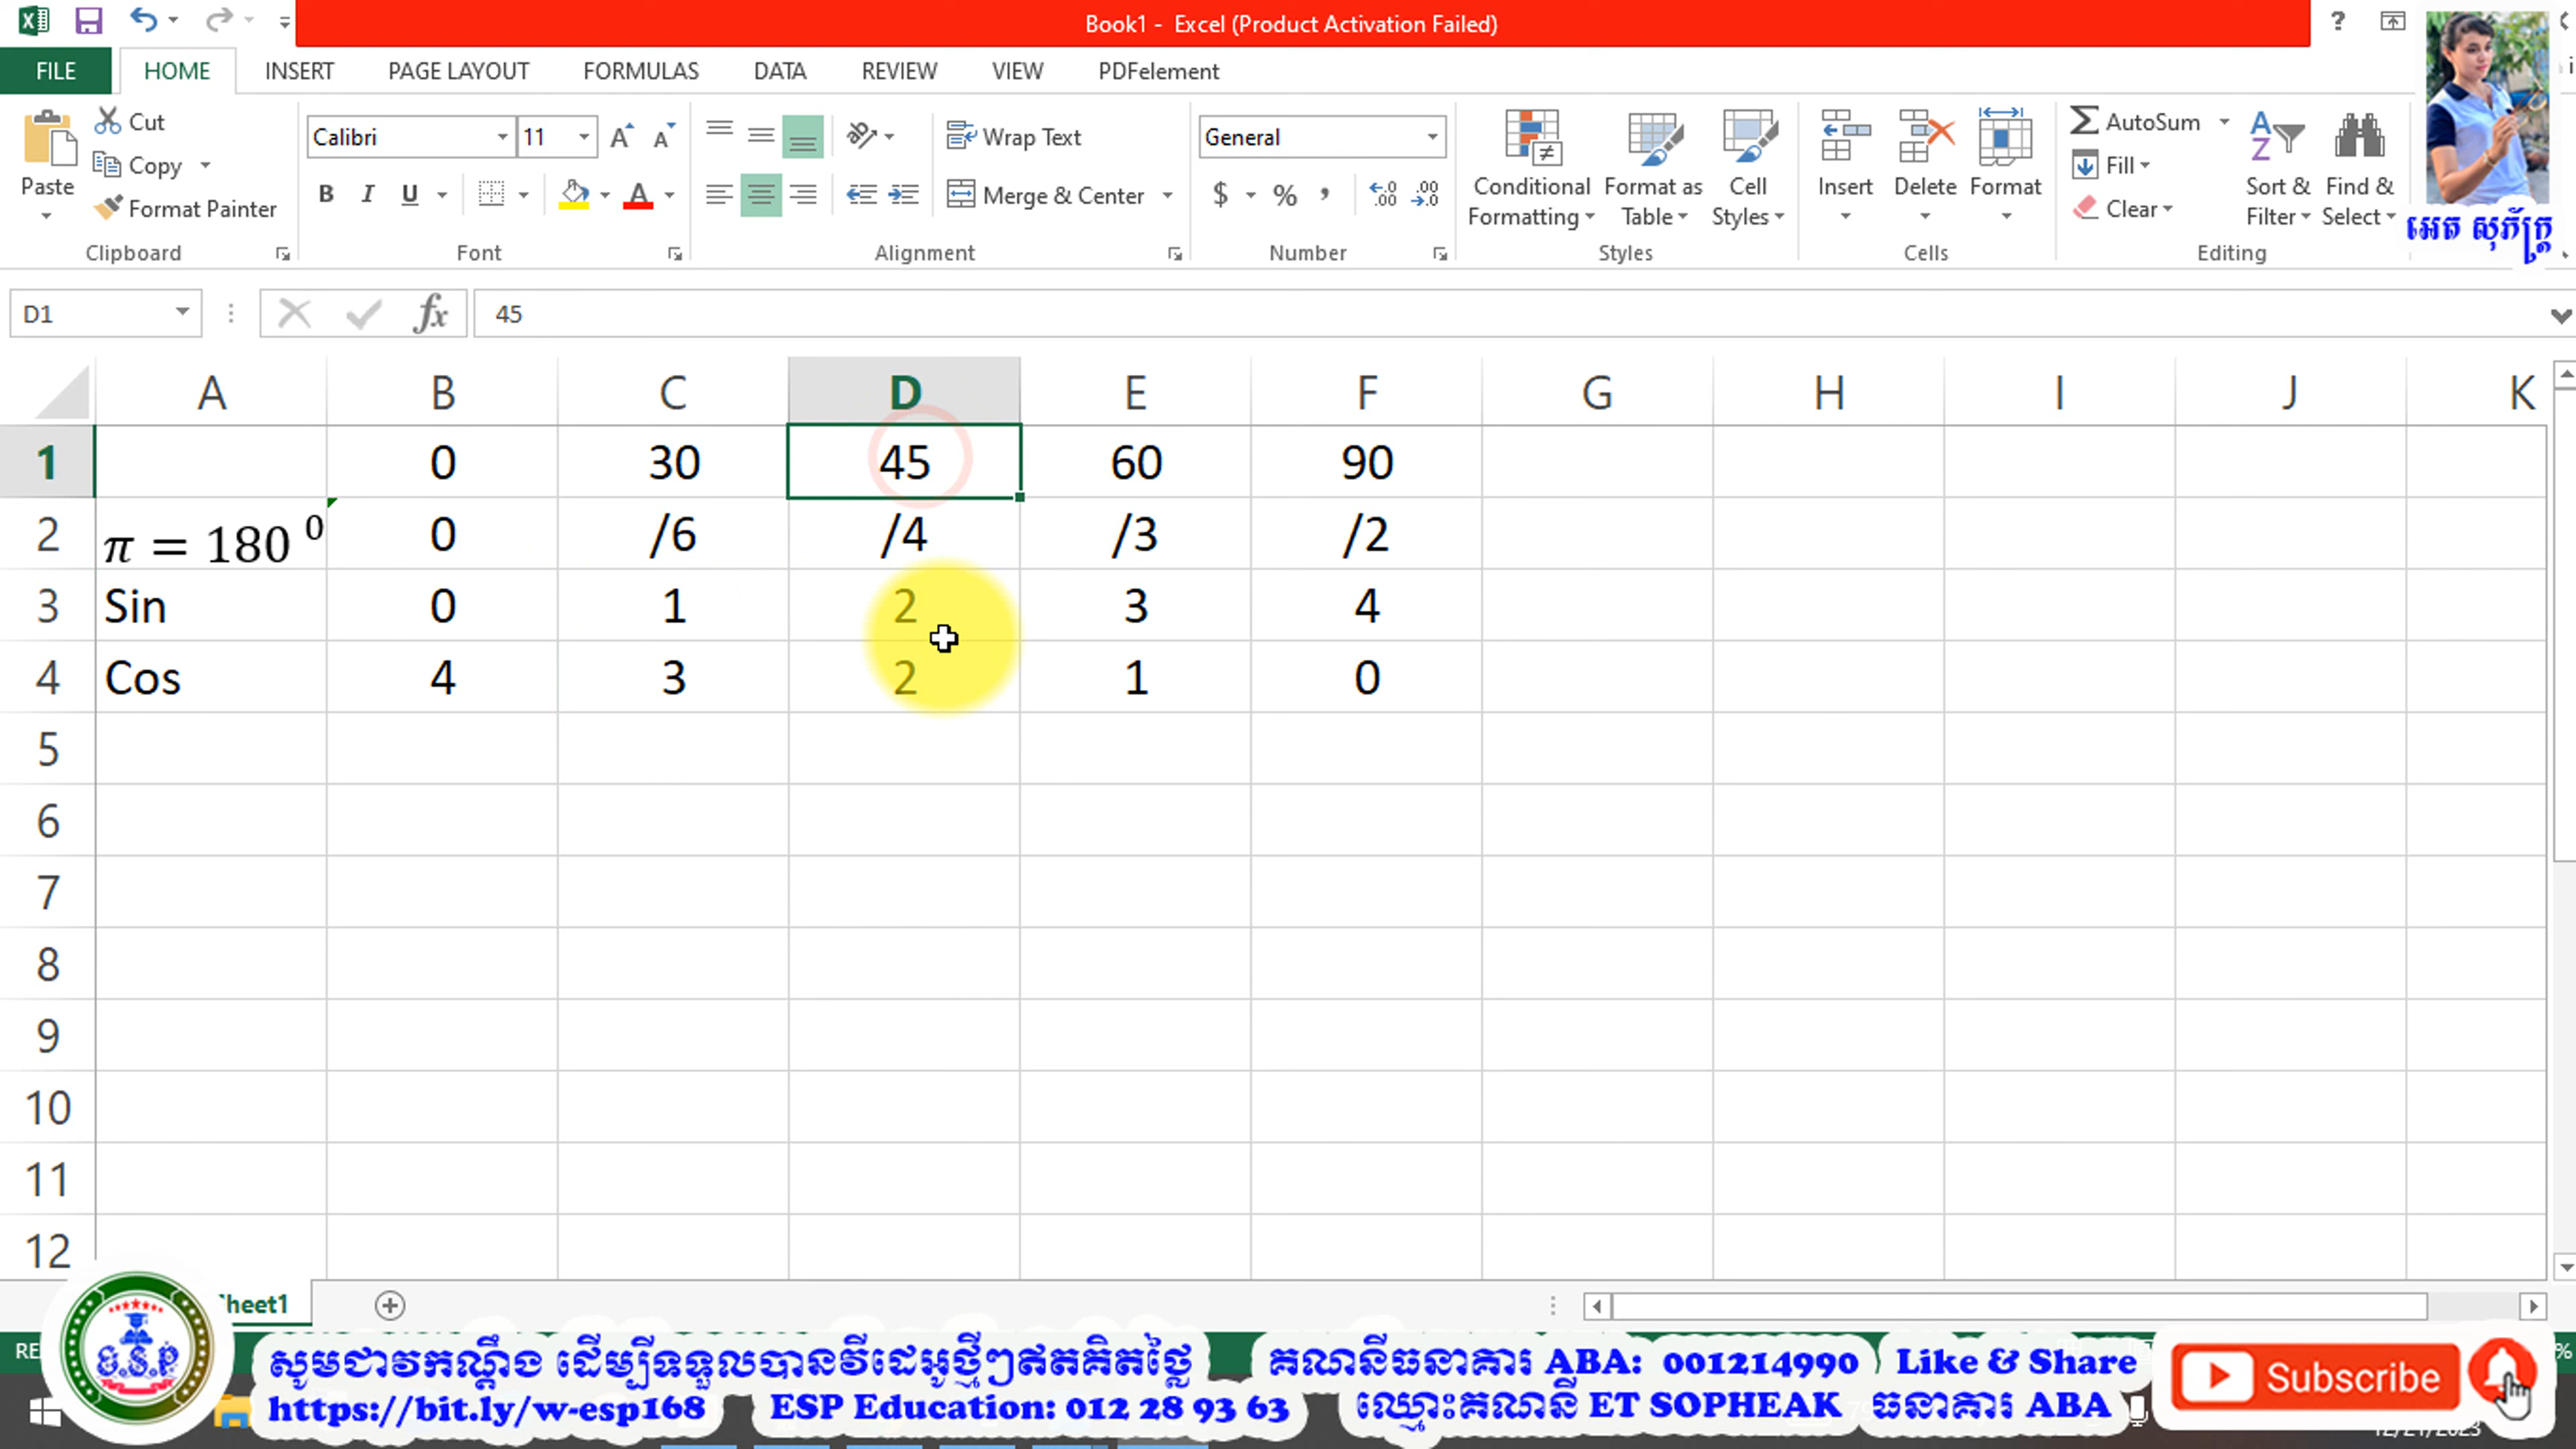 Book1 - Excel (Product Activation Failed)
?
FILE HOME INSERT PAGE LAYOUT FORMULAS DATA REVIEW VIEW PDFelement
Cut
Copy
Format Painter
Paste
Clipboard
Calibri 11
B I U
Font
Wrap Text
Merge & Center
Alignment
General
$ % ,
Number
Conditional Formatting
Format as Table
Cell Styles
Styles
Insert Delete Format
Cells
AutoSum
Fill
Clear
Sort & Filter
Find & Select
Editing
អេត សុភ័ក្ត្រ
D1 fx 45
A B C D E F G H I J K
1 0 30 45 60 90
2 π = 180 0 0 /6 /4 /3 /2
3 Sin 0 1 2 3 4
4 Cos 4 3 2 1 0
5
6
7
8
9
10
11
12
heet1
E.S.P
សូមជាវកណ្ដឹង ដើម្បីទទួលបានវីដេអូថ្មីៗឥតគិតថ្លៃ
គណនីធនាគារ ABA: 001214990 Like & Share
https://bit.ly/w-esp168 ESP Education: 012 28 93 63
ឈ្មោះគណនី ET SOPHEAK ធនាគារ ABA
Subscribe